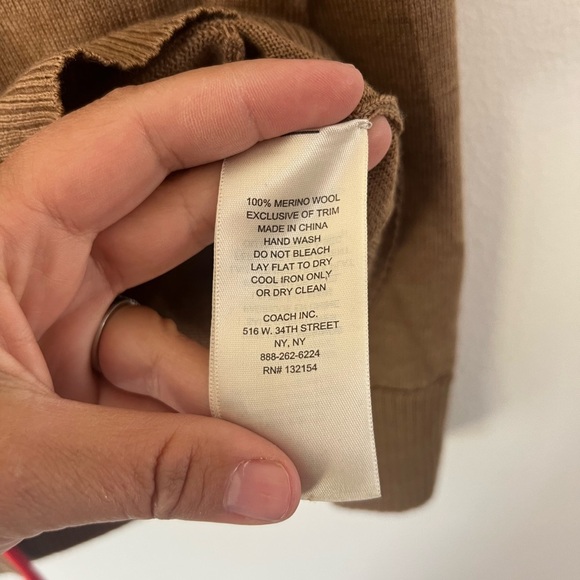 100% MERINO WOOL
EXCLUSIVE OF TRIM
MADE IN CHINA
HAND WASH
DO NOT BLEACH
LAY FLAT TO DRY
COOL IRON ONLY
OR DRY CLEAN
COACH INC.
516 W. 34TH STREET
NY, NY
888-262-6224
RN# 132154